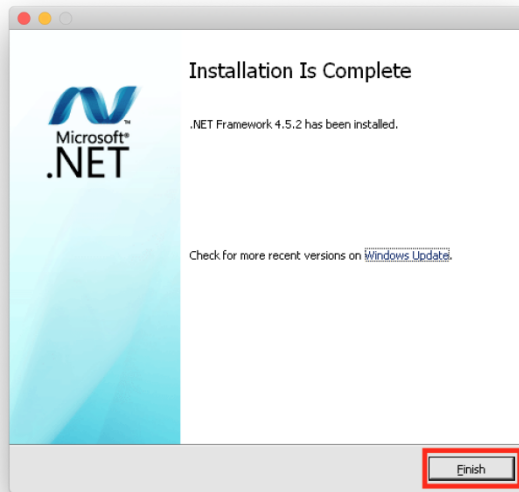 Installation Is Complete
.NET Framework 4.5.2 has been installed.
Microsoft®
.NET
Check for more recent versions on Windows Update.
Finish